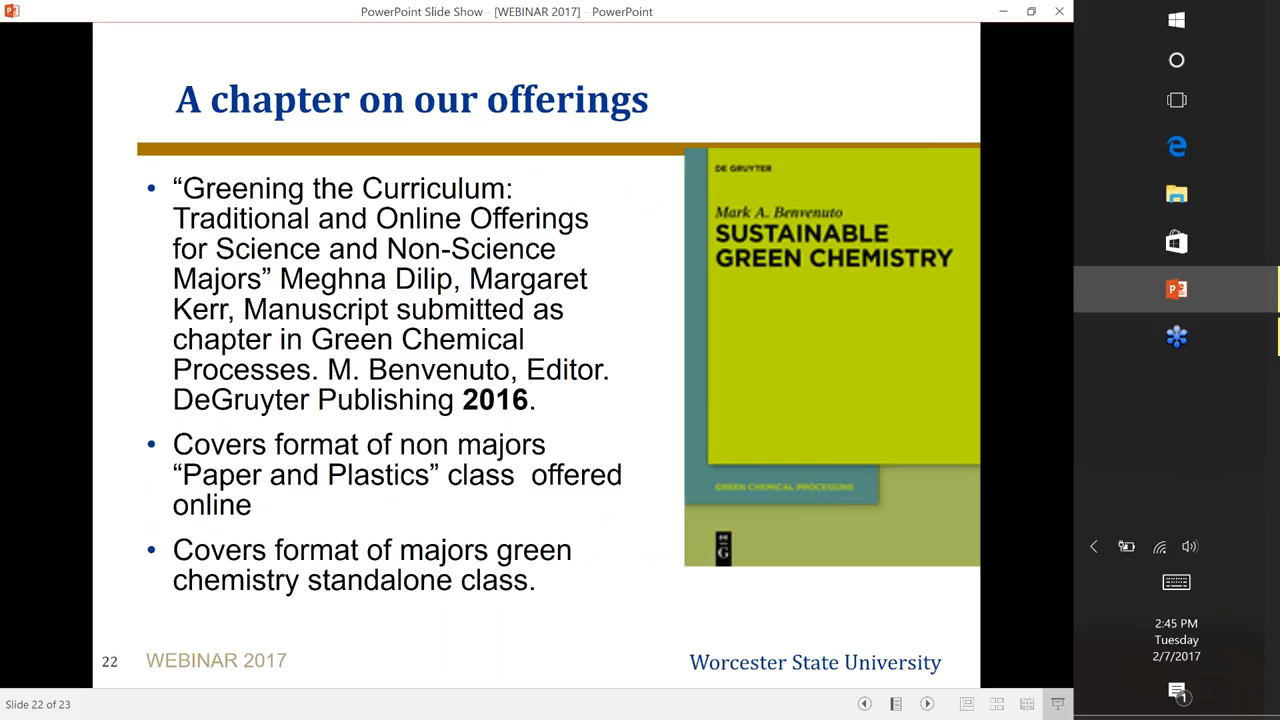 PowerPoint Slide Show - [WEBINAR 2017] - PowerPoint
A chapter on our offerings
• “Greening the Curriculum:
Traditional and Online Offerings
for Science and Non-Science
Majors” Meghna Dilip, Margaret
Kerr, Manuscript submitted as
chapter in Green Chemical
Processes. M. Benvenuto, Editor.
DeGruyter Publishing 2016.
• Covers format of non majors
“Paper and Plastics” class offered
online
• Covers format of majors green
chemistry standalone class.
DE GRUYTER
Mark A. Benvenuto
SUSTAINABLE
GREEN CHEMISTRY
GREEN CHEMICAL PROCESSING
DE
G
22
WEBINAR 2017
Worcester State University
Slide 22 of 23
2:45 PM
Tuesday
2/7/2017
1